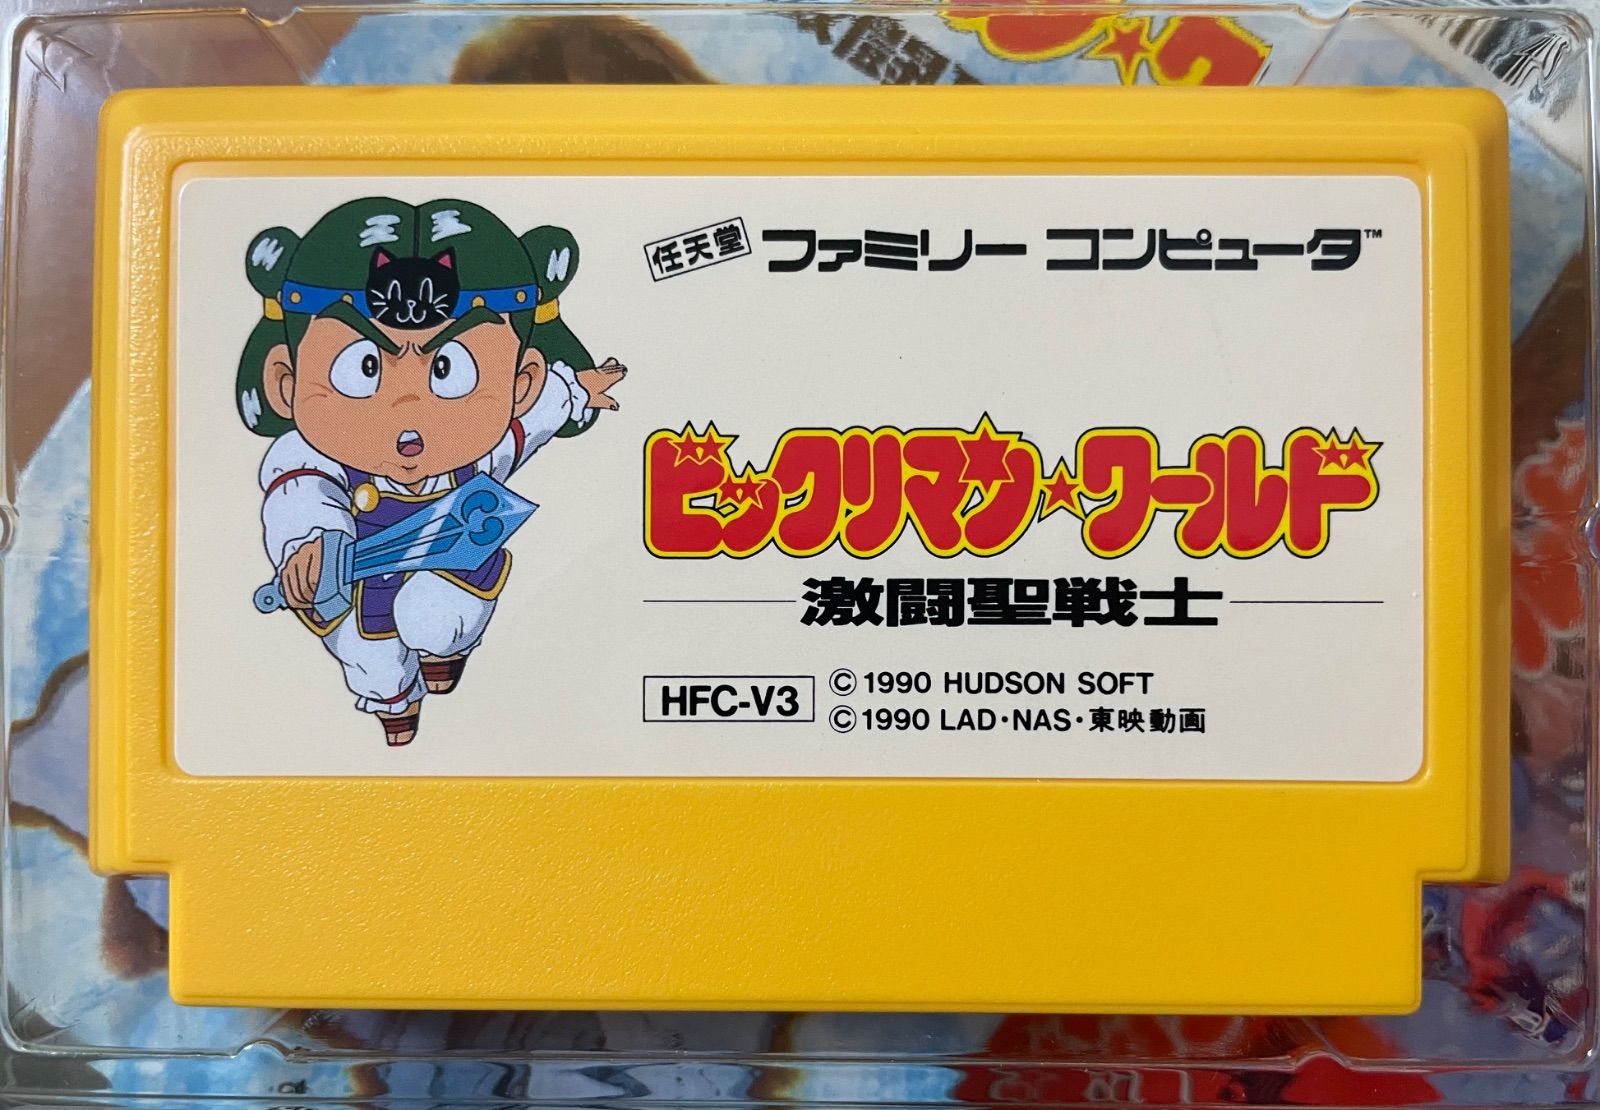 任天堂 ファミリー コンピュータ™
ビックリマン★ワールド
激闘聖戦士
HFC-V3
©1990 HUDSON SOFT
©1990 LAD・NAS・東映動画